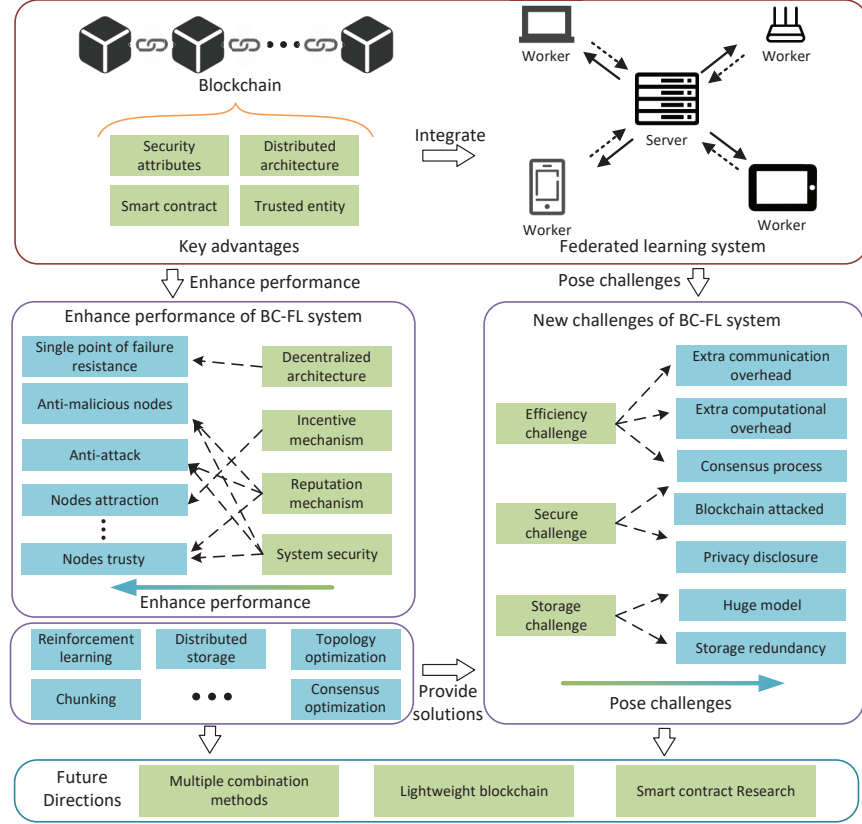 Blockchain
Security
attributes
Distributed
architecture
Smart contract
Trusted entity
Key advantages
Integrate
Worker
Worker
Server
Worker
Worker
Federated learning system
Enhance performance
Pose challenges
Enhance performance of BC-FL system
Single point of failure
resistance
Anti-malicious nodes
Anti-attack
Nodes attraction
Nodes trusty
Decentralized
architecture
Incentive
mechanism
Reputation
mechanism
System security
Enhance performance
New challenges of BC-FL system
Efficiency
challenge
Secure
challenge
Storage
challenge
Extra communication
overhead
Extra computational
overhead
Consensus process
Blockchain attacked
Privacy disclosure
Huge model
Storage redundancy
Pose challenges
Reinforcement
learning
Distributed
storage
Topology
optimization
Chunking
Consensus
optimization
Provide
solutions
Future
Directions
Multiple combination
methods
Lightweight blockchain
Smart contract Research